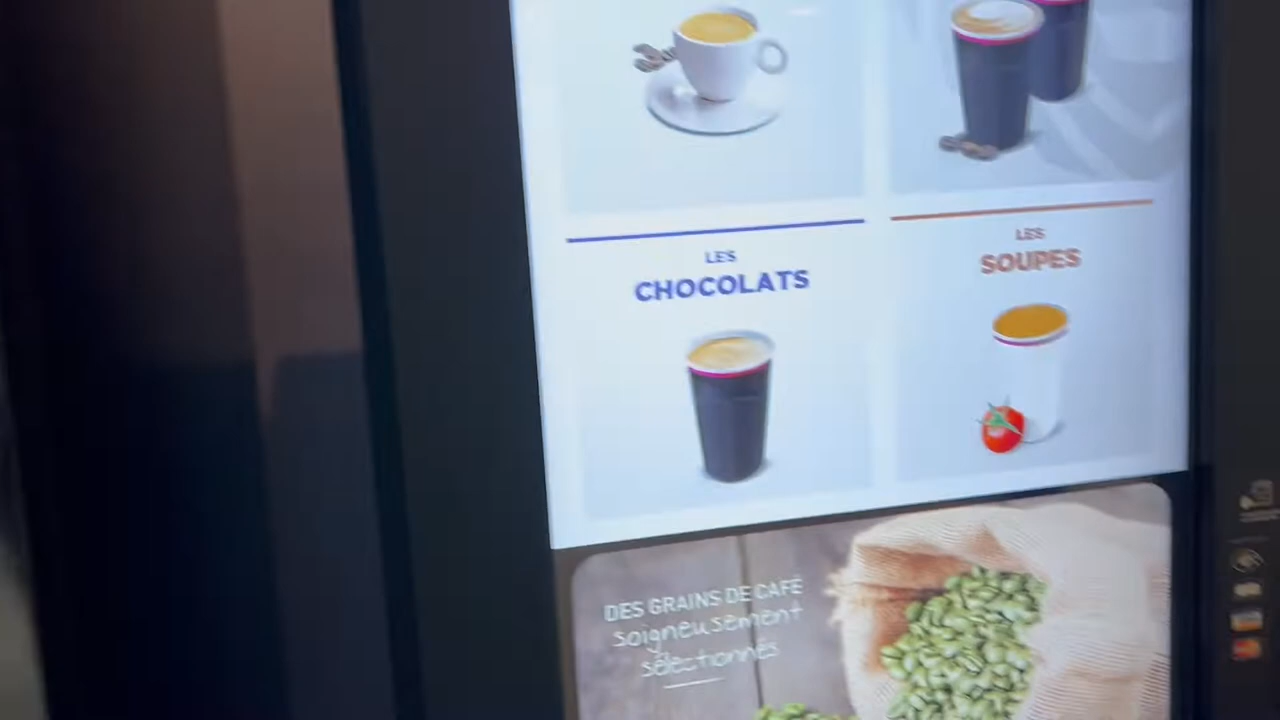 LES
CHOCOLATS
LES
SOUPES
DES GRAINS DE CAFÉ
soigneusement
sélectionnés